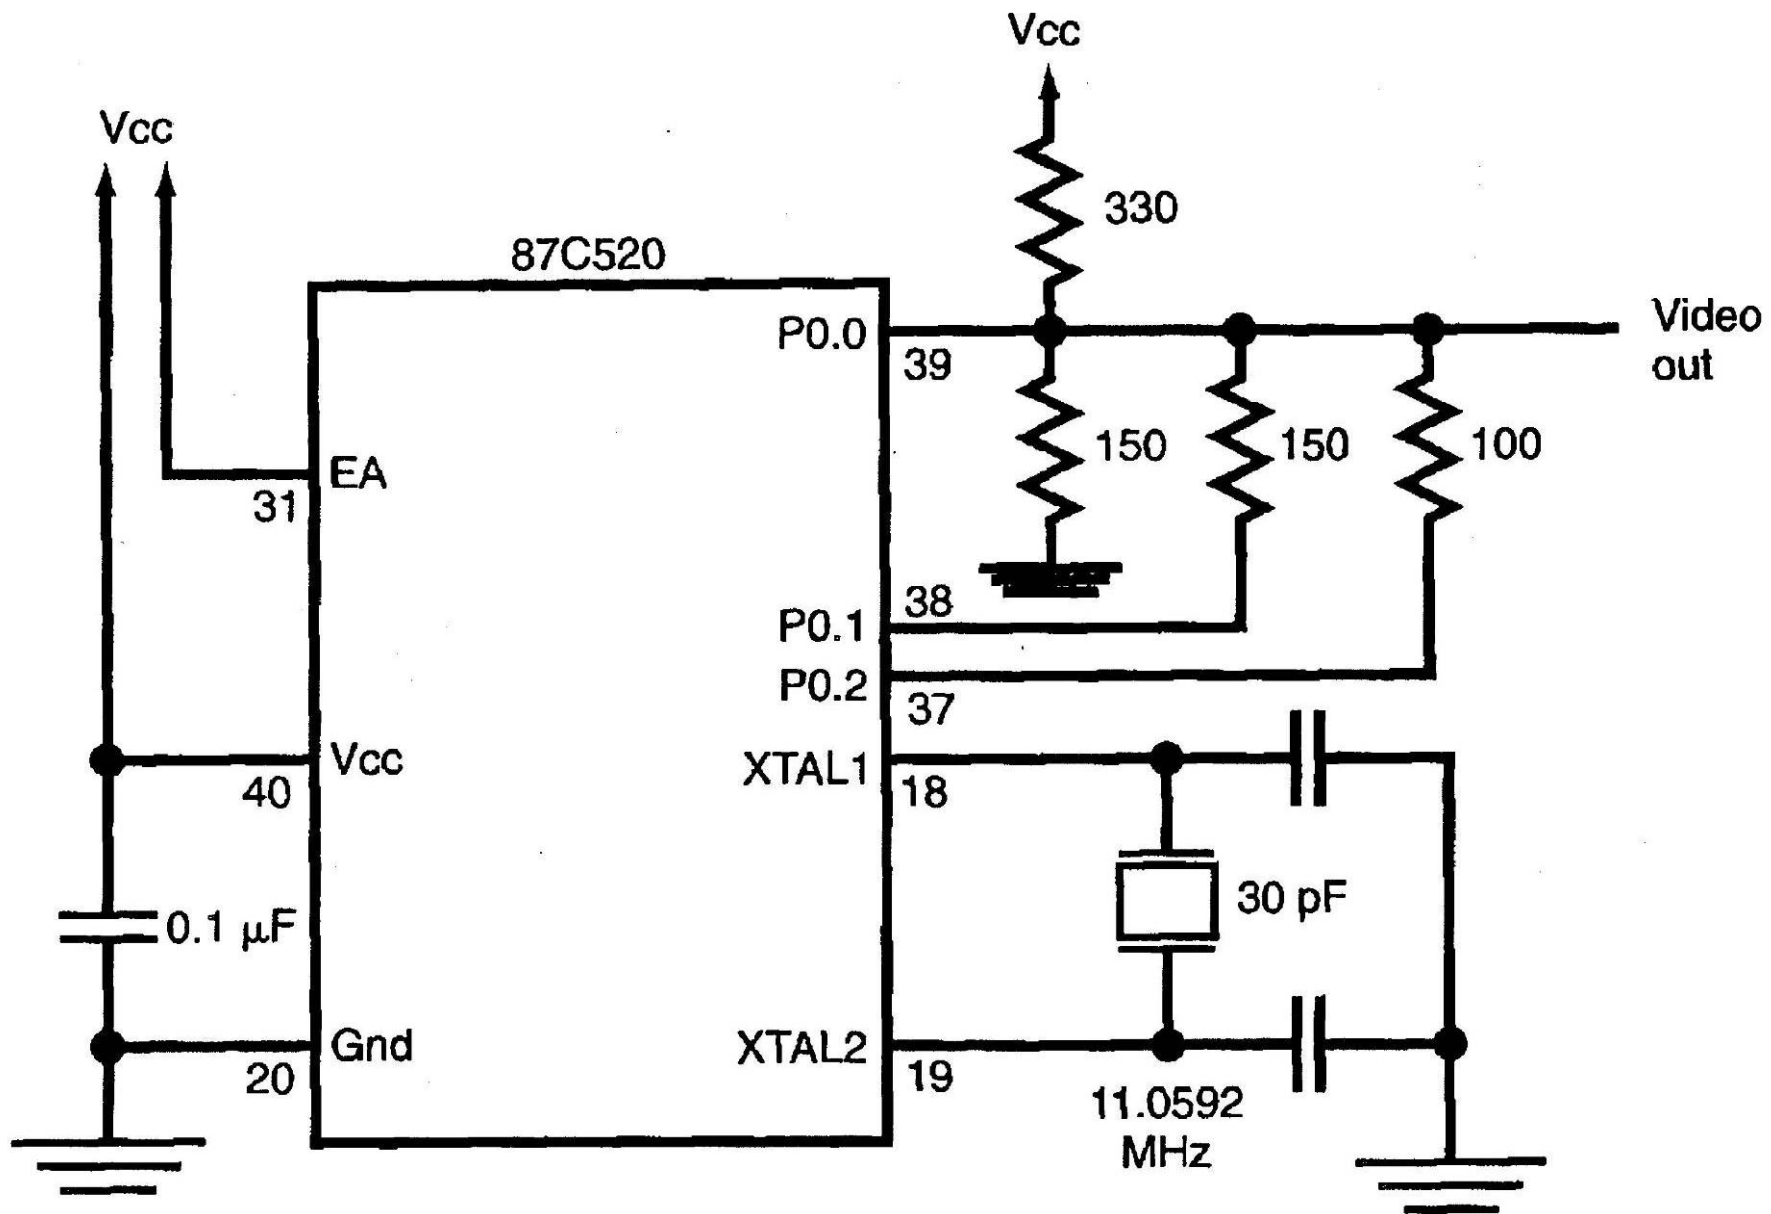 Vcc
Vcc
330
87C520
P0.0
39
Video
out
150
150
100
EA
31
38
P0.1
P0.2
37
Vcc
40
XTAL1
18
30 pF
0.1 µF
Gnd
20
XTAL2
19
11.0592
MHz